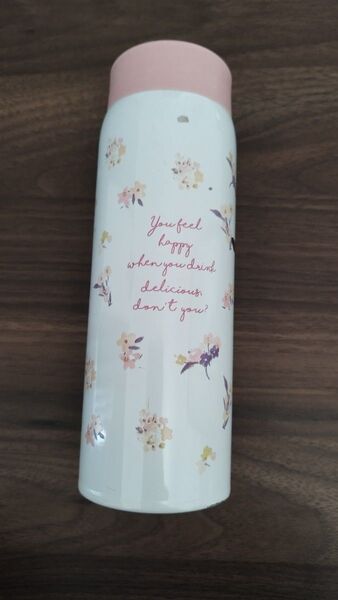 You feel
happy
when you drink
delicious,
don't you?